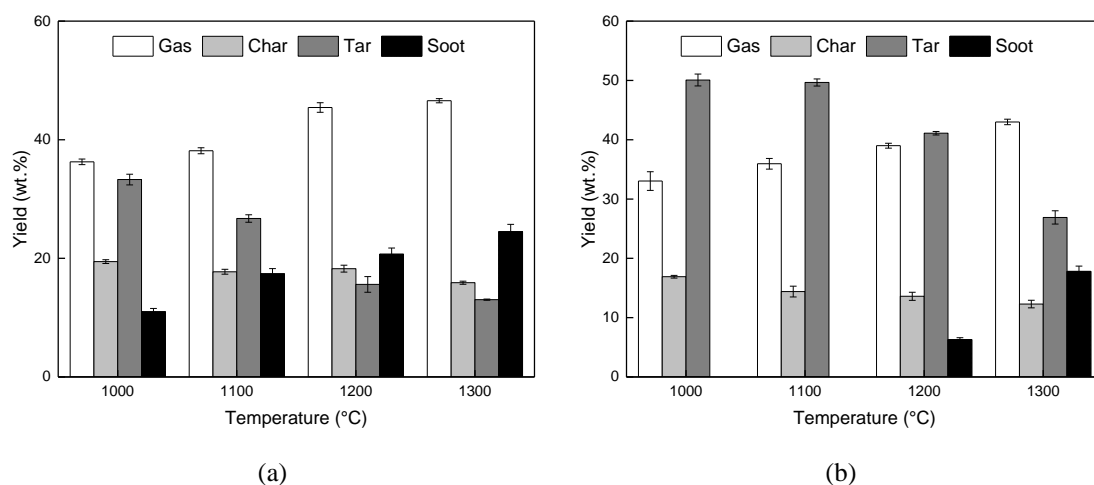 60
40
20
0
Gas Char Tar Soot
1000 1100 1200 1300
Yield (wt.%)
Temperature (°C)
(a)
60
50
40
30
20
10
0
Gas Char Tar Soot
1000 1100 1200 1300
Yield (wt.%)
Temperature (°C)
(b)